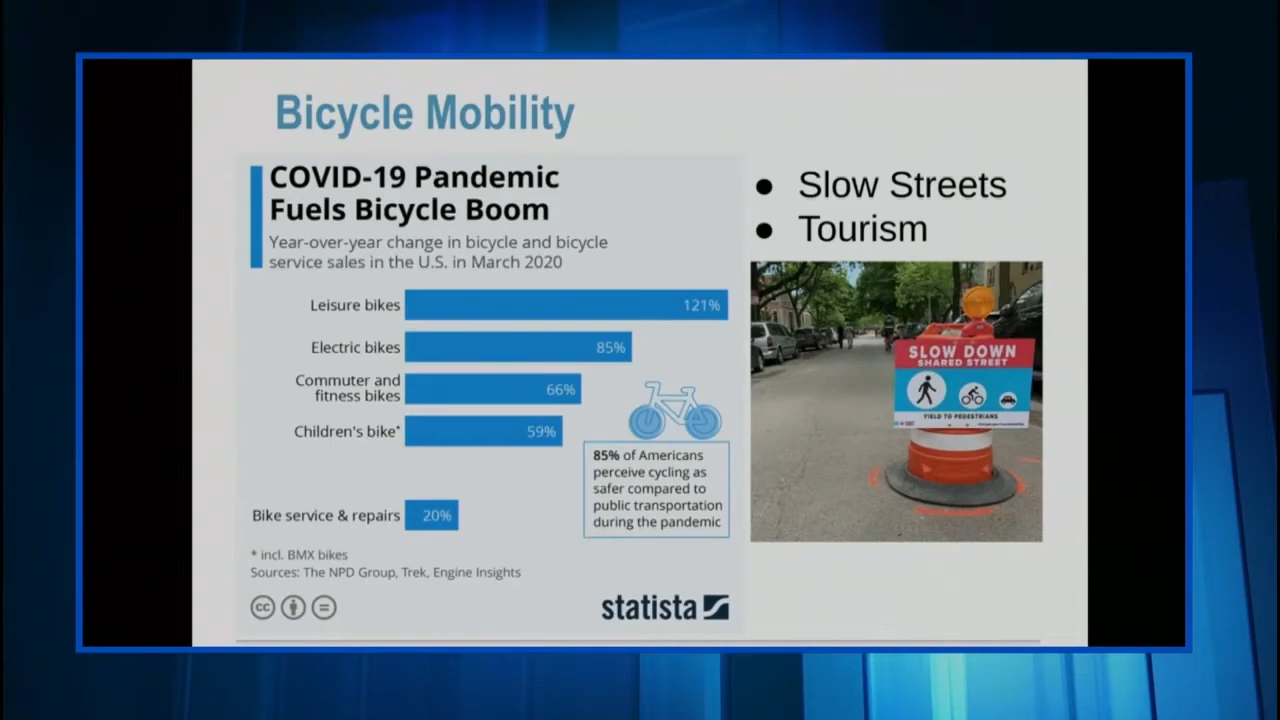 Bicycle Mobility
COVID-19 Pandemic
Fuels Bicycle Boom
Year-over-year change in bicycle and bicycle
service sales in the U.S. in March 2020
Leisure bikes 121%
Electric bikes 85%
Commuter and
fitness bikes 66%
Children's bike* 59%
Bike service & repairs 20%
85% of Americans
perceive cycling as
safer compared to
public transportation
during the pandemic
* incl. BMX bikes
Sources: The NPD Group, Trek, Engine Insights
cc
statista
● Slow Streets
● Tourism
SLOW DOWN
SHARED STREET
YIELD TO PEDESTRIANS